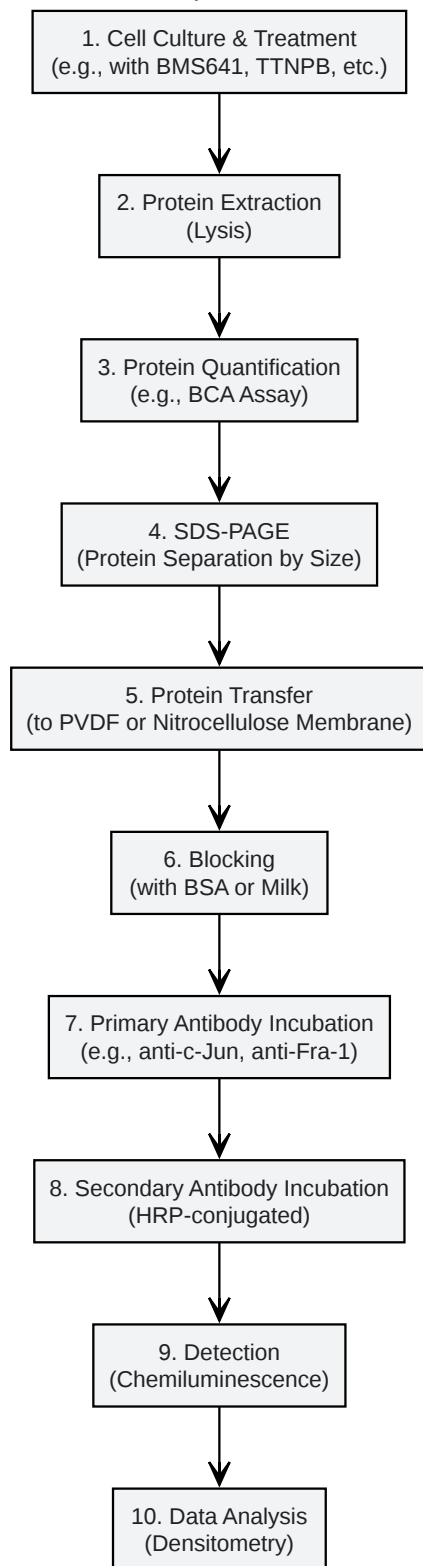 1. Cell Culture & Treatment
(e.g., with BMS641, TTNPB, etc.)
2. Protein Extraction
(Lysis)
3. Protein Quantification
(e.g., BCA Assay)
4. SDS-PAGE
(Protein Separation by Size)
5. Protein Transfer
(to PVDF or Nitrocellulose Membrane)
6. Blocking
(with BSA or Milk)
7. Primary Antibody Incubation
(e.g., anti-c-Jun, anti-Fra-1)
8. Secondary Antibody Incubation
(HRP-conjugated)
9. Detection
(Chemiluminescence)
10. Data Analysis
(Densitometry)